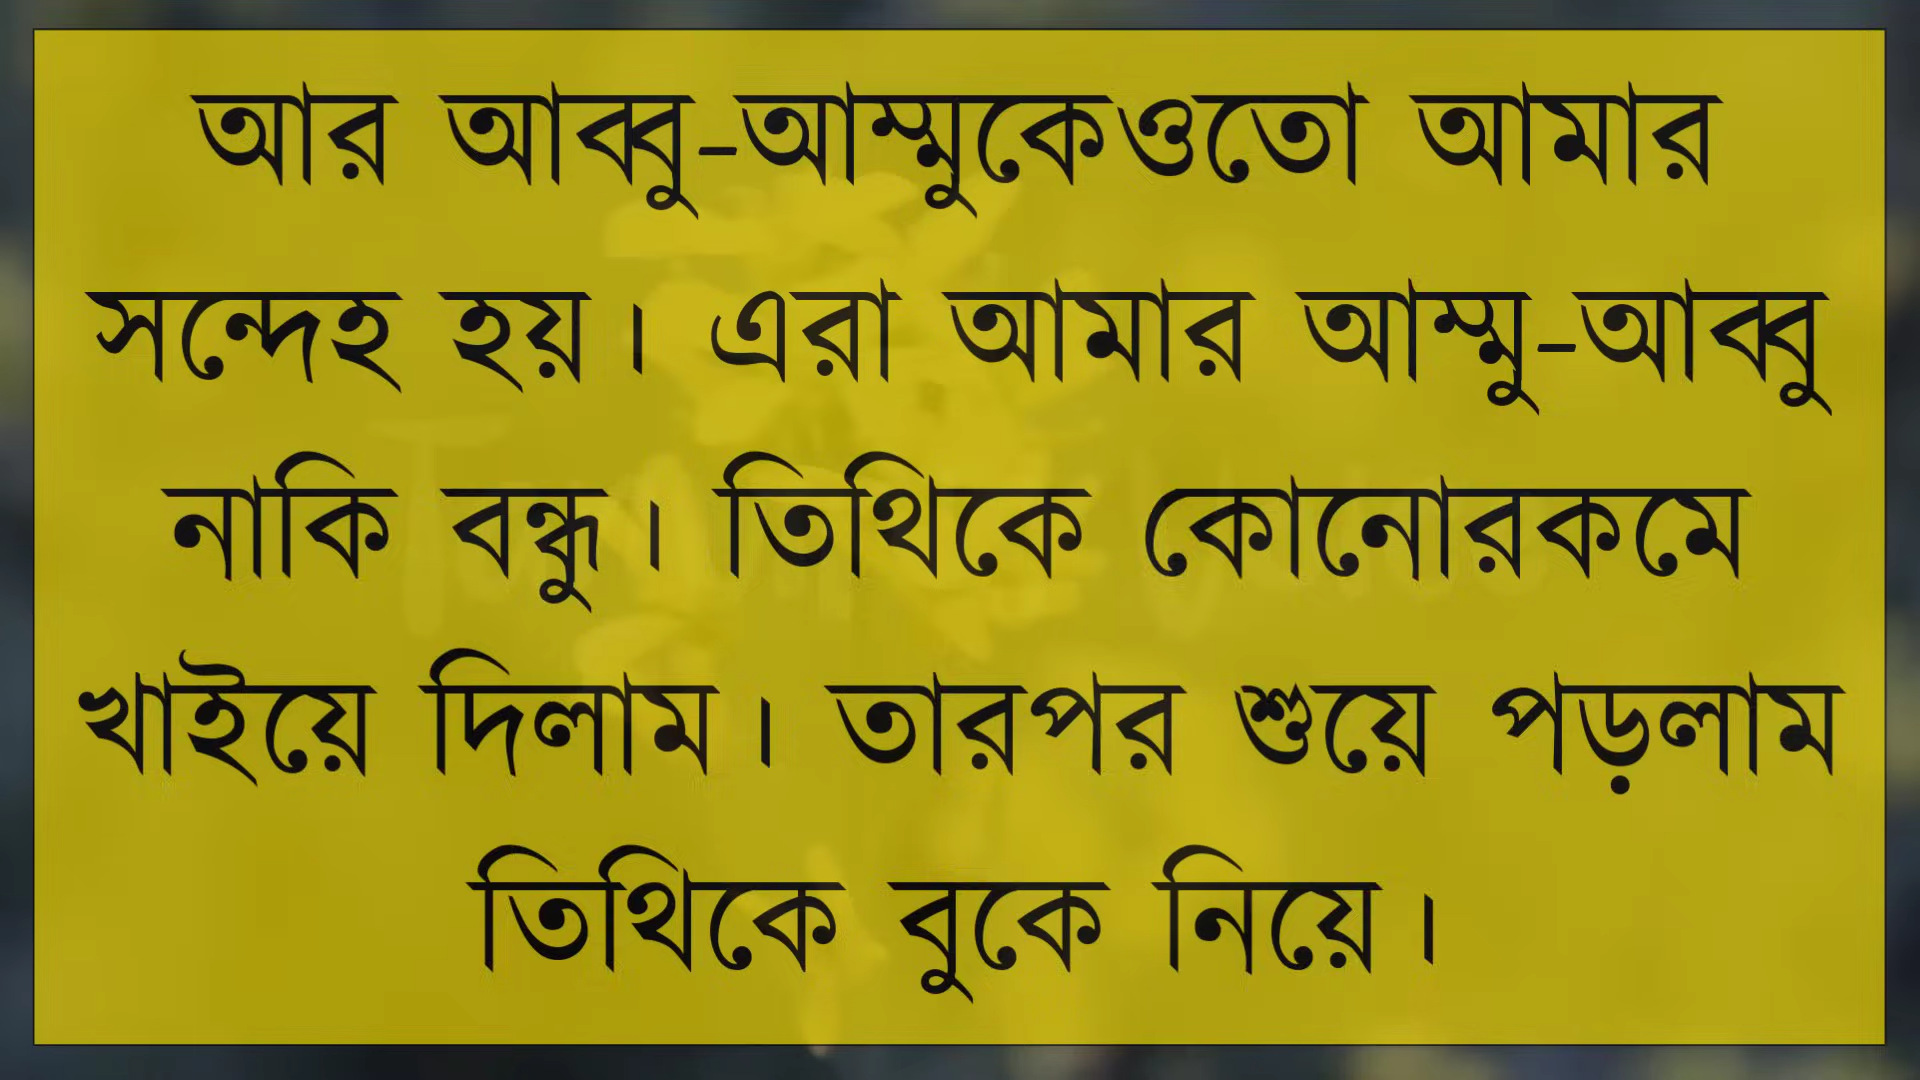 আর আব্বু-আম্মুকেওতো আমার
সন্দেহ হয়। এরা আমার আম্মু-আব্বু
নাকি বন্ধু। তিথিকে কোনোরকমে
খাইয়ে দিলাম। তারপর শুয়ে পড়লাম
তিথিকে বুকে নিয়ে।